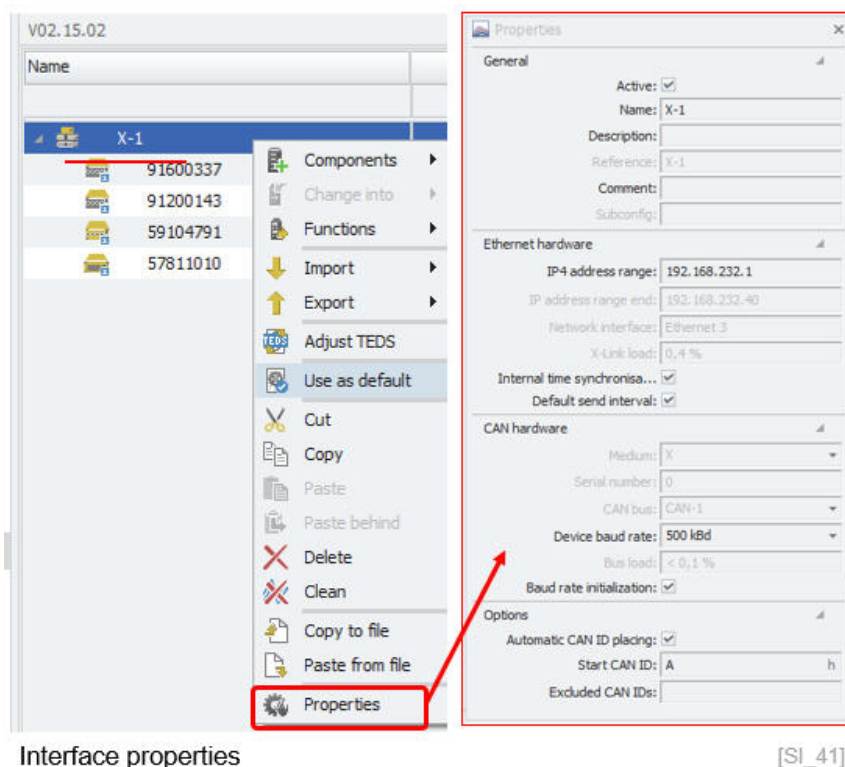 V02.15.02
Name
X-1
91600337
91200143
59104791
57811010
Components
Change into
Functions
Import
Export
TEDS Adjust TEDS
Use as default
Cut
Copy
Paste
Paste behind
Delete
Clean
Copy to file
Paste from file
Properties
Properties
General
Active:
Name: X-1
Description:
Reference: X-1
Comment:
Subconfig:
Ethernet hardware
IP4 address range: 192.168.232.1
IP address range end: 192.168.232.40
Network interface: Ethernet 3
X-Link load: 0,4 %
Internal time synchronisa...
Default send interval:
CAN hardware
Medium: X
Serial number: 0
CAN bus: CAN-1
Device baud rate: 500 kBd
Bus load: < 0,1 %
Baud rate initialization:
Options
Automatic CAN ID placing:
Start CAN ID: A h
Excluded CAN IDs:
Interface properties
[SI_41]